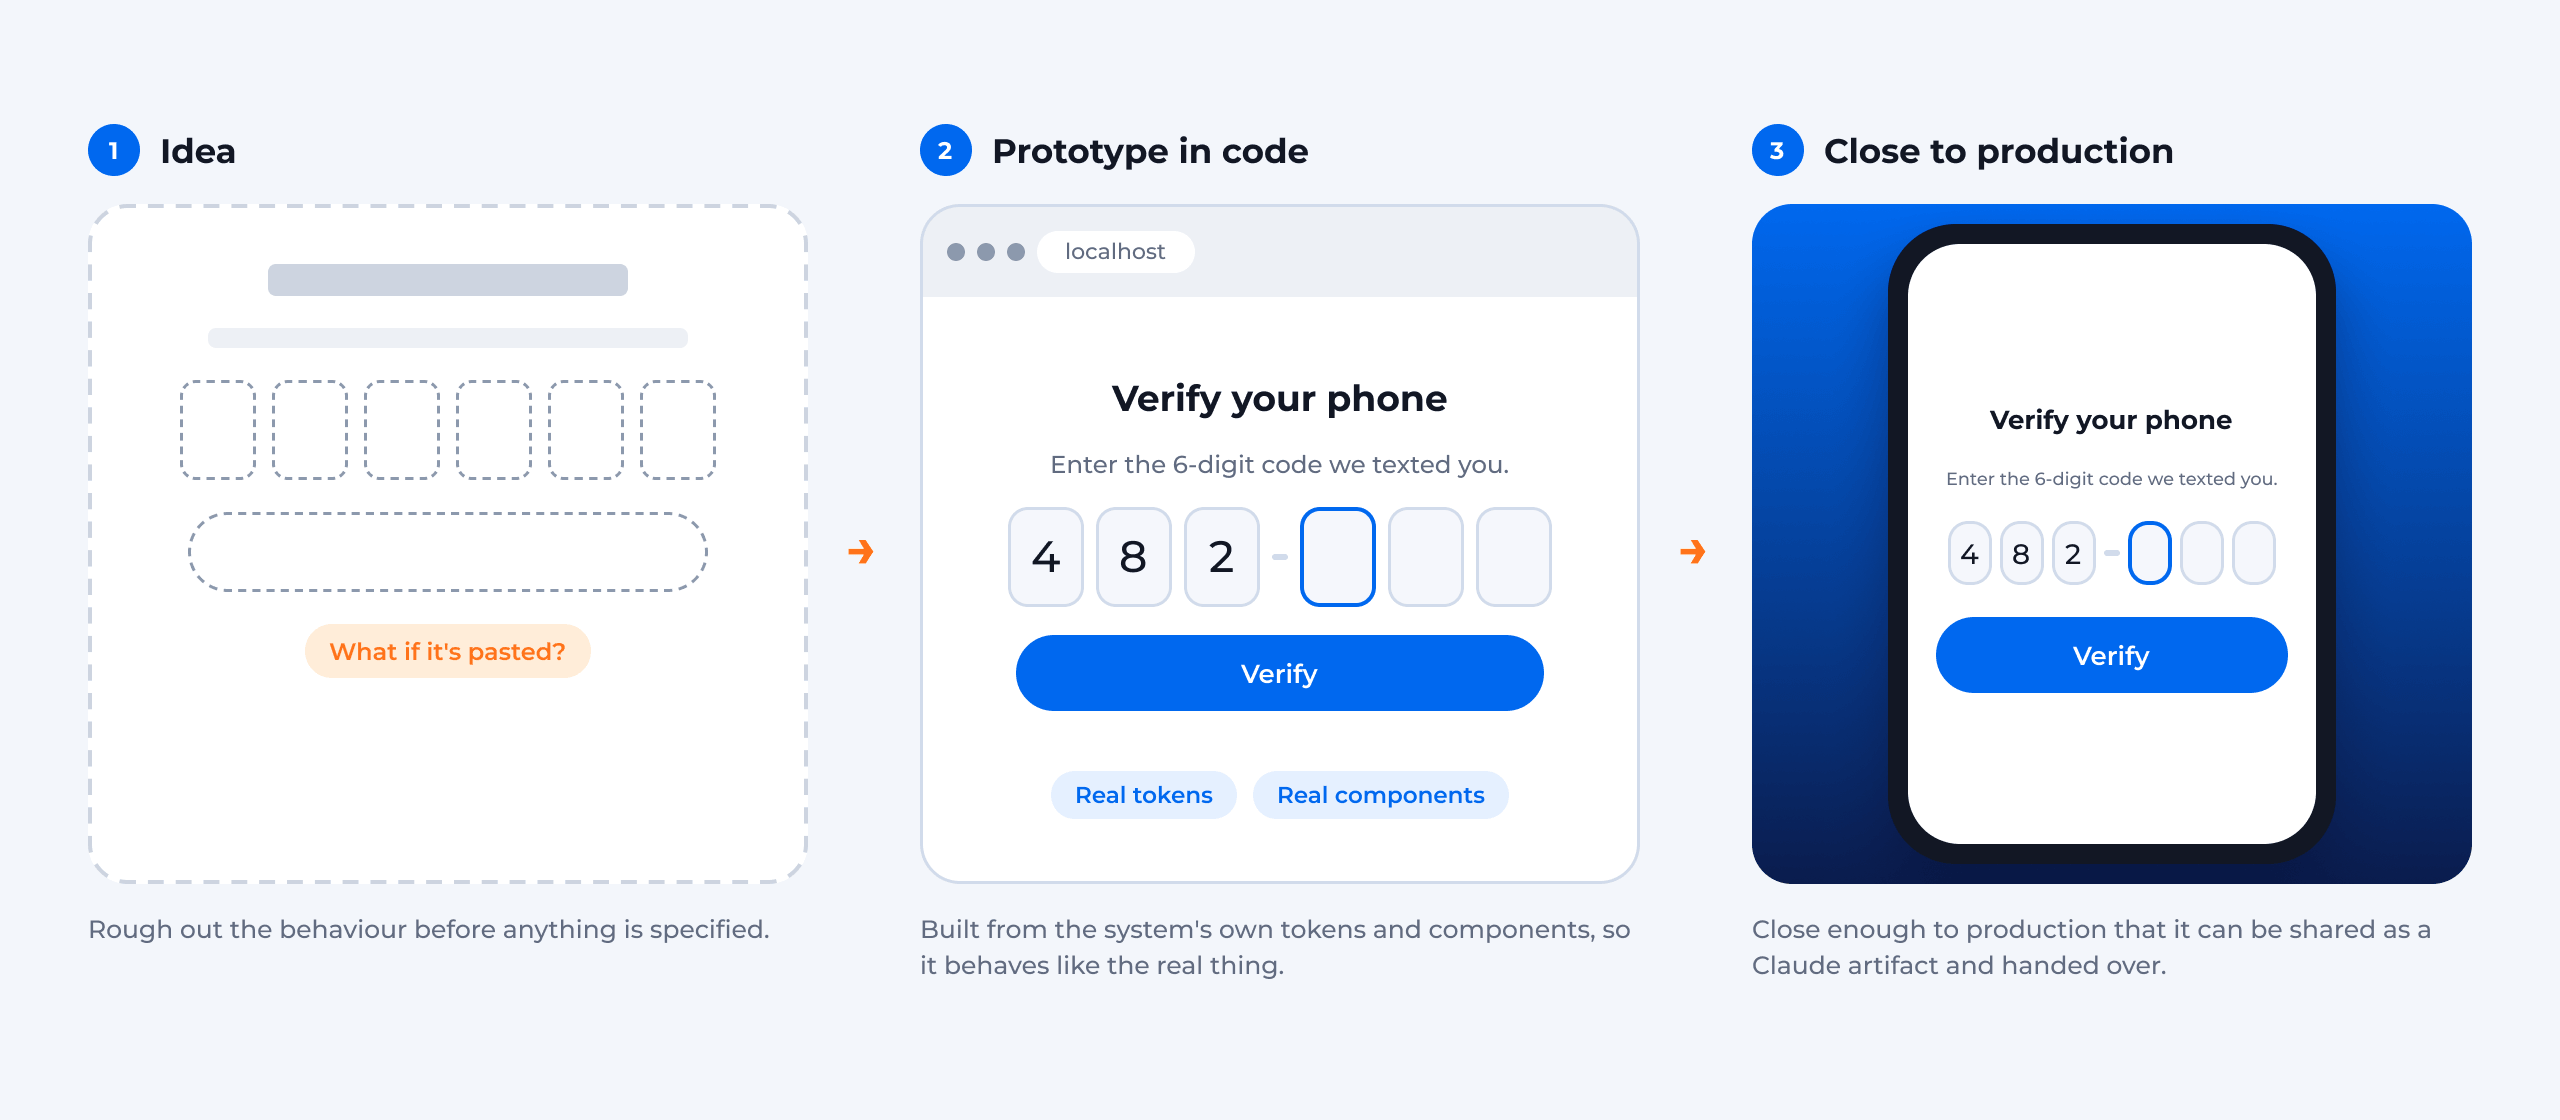 1 Idea
What if it's pasted?
Rough out the behaviour before anything is specified.
2 Prototype in code
localhost
Verify your phone
Enter the 6-digit code we texted you.
4 8 2 -
Verify
Real tokens Real components
Built from the system's own tokens and components, so
it behaves like the real thing.
3 Close to production
Verify your phone
Enter the 6-digit code we texted you.
4 8 2 -
Verify
Close enough to production that it can be shared as a
Claude artifact and handed over.